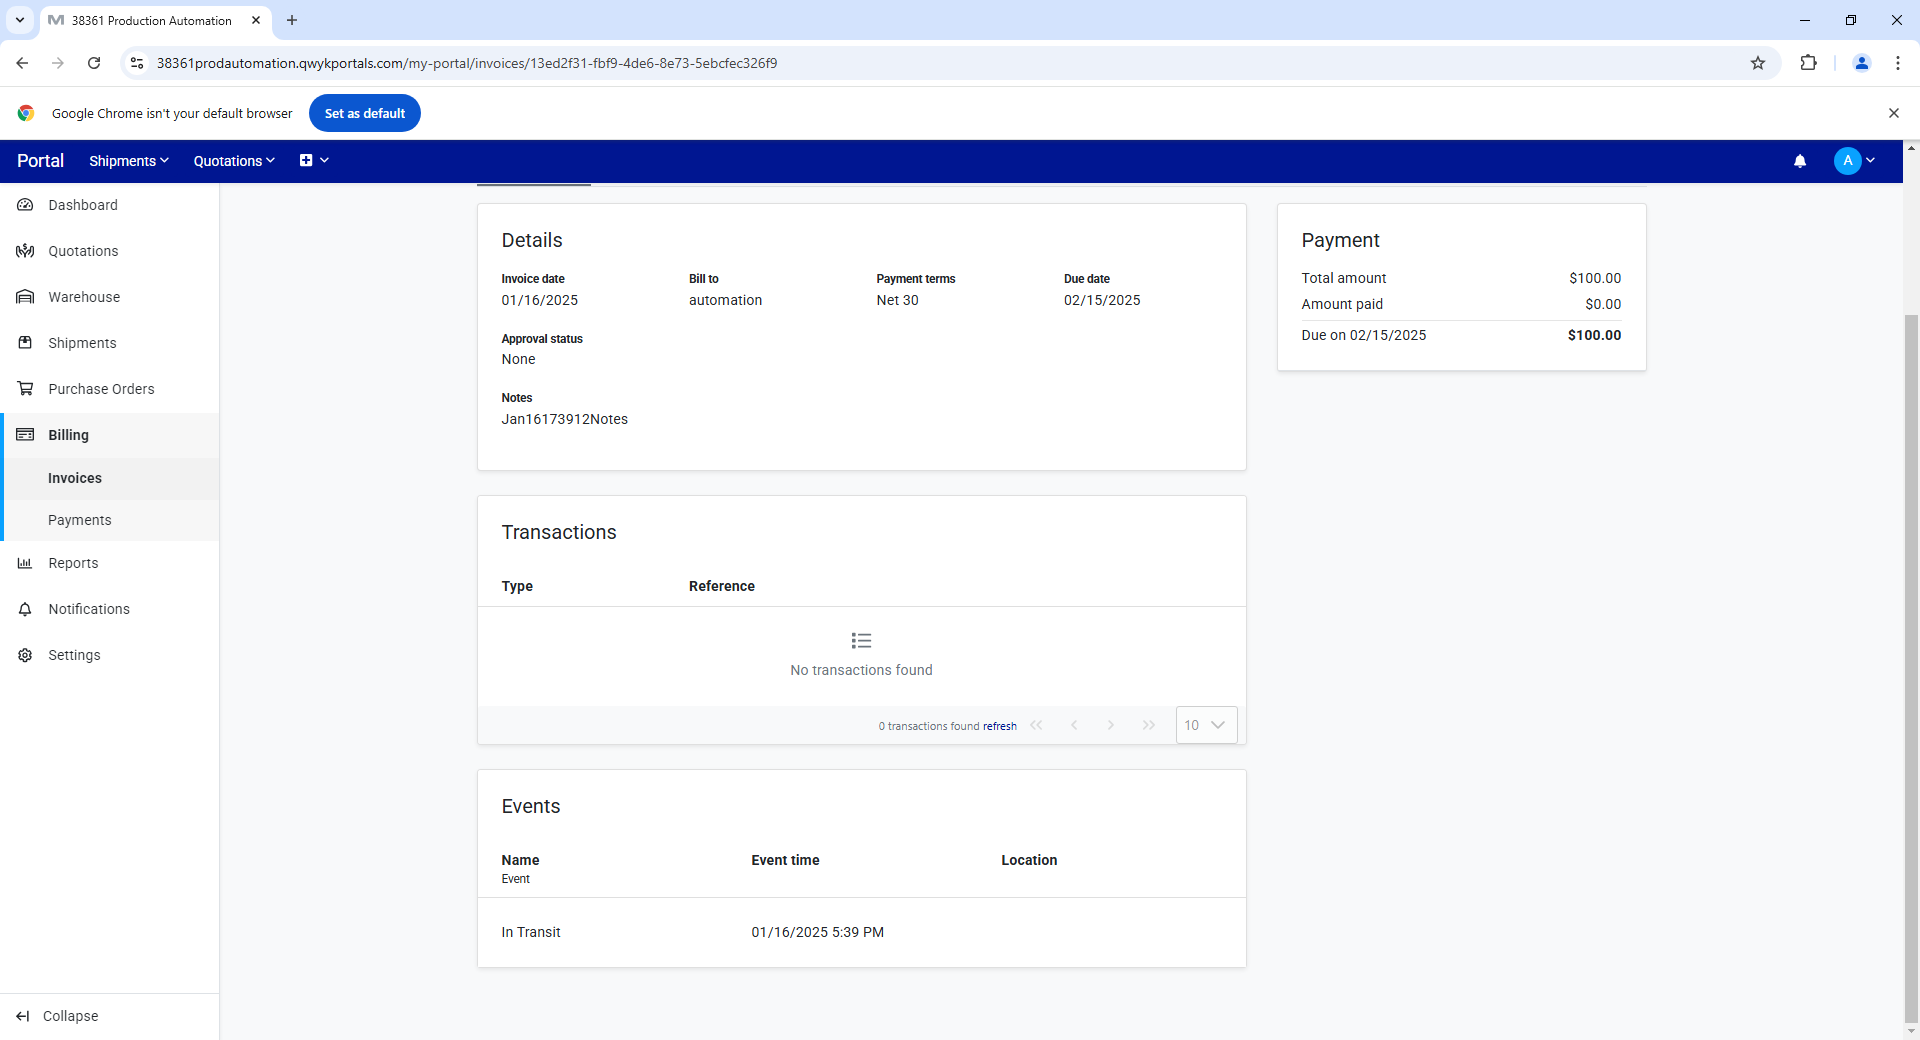 38361 Production Automation
38361prodautomation.qwykportals.com/my-portal/invoices/13ed2f31-fbf9-4de6-8e73-5ebcfec326f9
Google Chrome isn't your default browser
Set as default
Portal
Shipments
Quotations
A
Dashboard
Quotations
Warehouse
Shipments
Purchase Orders
Billing
Invoices
Payments
Reports
Notifications
Settings
Collapse
Details
Invoice date
Bill to
Payment terms
Due date
01/16/2025
automation
Net 30
02/15/2025
Approval status
None
Notes
Jan16173912Notes
Payment
Total amount $100.00
Amount paid $0.00
Due on 02/15/2025 $100.00
Transactions
Type Reference
No transactions found
0 transactions found refresh
10
Events
Name Event time Location
Event
In Transit 01/16/2025 5:39 PM